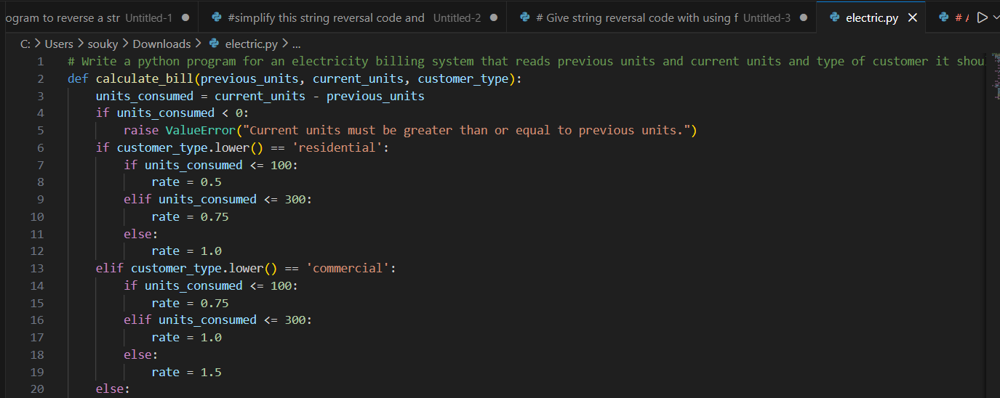 ogram to reverse a str Untitled-1 #simplify this string reversal code and Untitled-2 # Give string reversal code with using f Untitled-3 electric.py #
C: > Users > souky > Downloads > electric.py > ...
1 # Write a python program for an electricity billing system that reads previous units and current units and type of customer it shou
2 def calculate_bill(previous_units, current_units, customer_type):
3     units_consumed = current_units - previous_units
4     if units_consumed < 0:
5         raise ValueError("Current units must be greater than or equal to previous units.")
6     if customer_type.lower() == 'residential':
7         if units_consumed <= 100:
8             rate = 0.5
9         elif units_consumed <= 300:
10             rate = 0.75
11         else:
12             rate = 1.0
13     elif customer_type.lower() == 'commercial':
14         if units_consumed <= 100:
15             rate = 0.75
16         elif units_consumed <= 300:
17             rate = 1.0
18         else:
19             rate = 1.5
20     else: